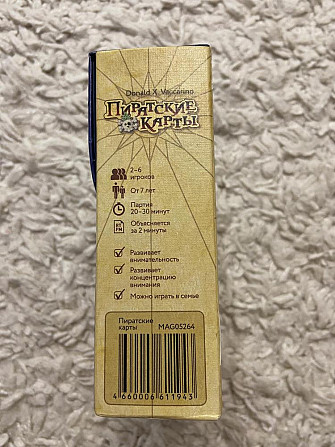 Donald X. Vaccarino
ПИРАТСКИЕ
КАРТЫ
2–6
игроков
От 7 лет
Партия
20–30 минут
Объясняется
за 2 минуты
Развивает
внимательность
Развивает
концентрацию
внимания
Можно играть в семье
Пиратские
карты MAG05264
4 660006 611943